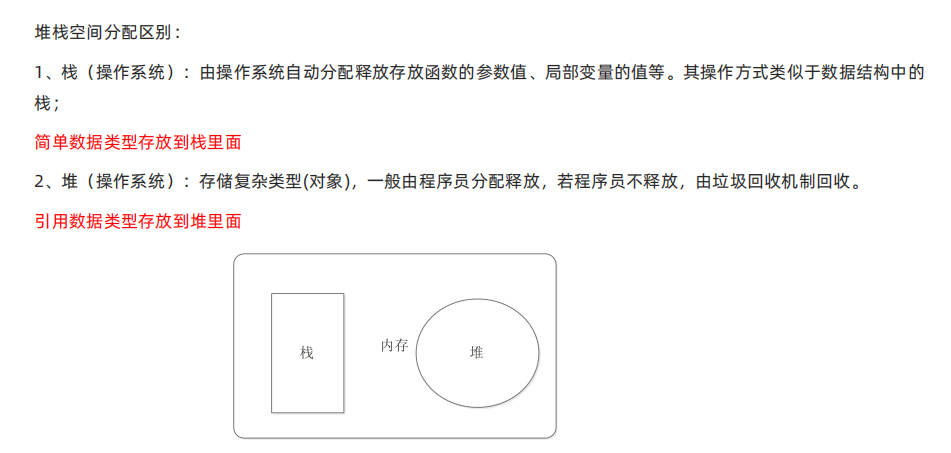 堆栈空间分配区别：
1、栈（操作系统）：由操作系统自动分配释放存放函数的参数值、局部变量的值等。其操作方式类似于数据结构中的
栈；
简单数据类型存放到栈里面
2、堆（操作系统）：存储复杂类型(对象)，一般由程序员分配释放，若程序员不释放，由垃圾回收机制回收。
引用数据类型存放到堆里面
栈
内存
堆